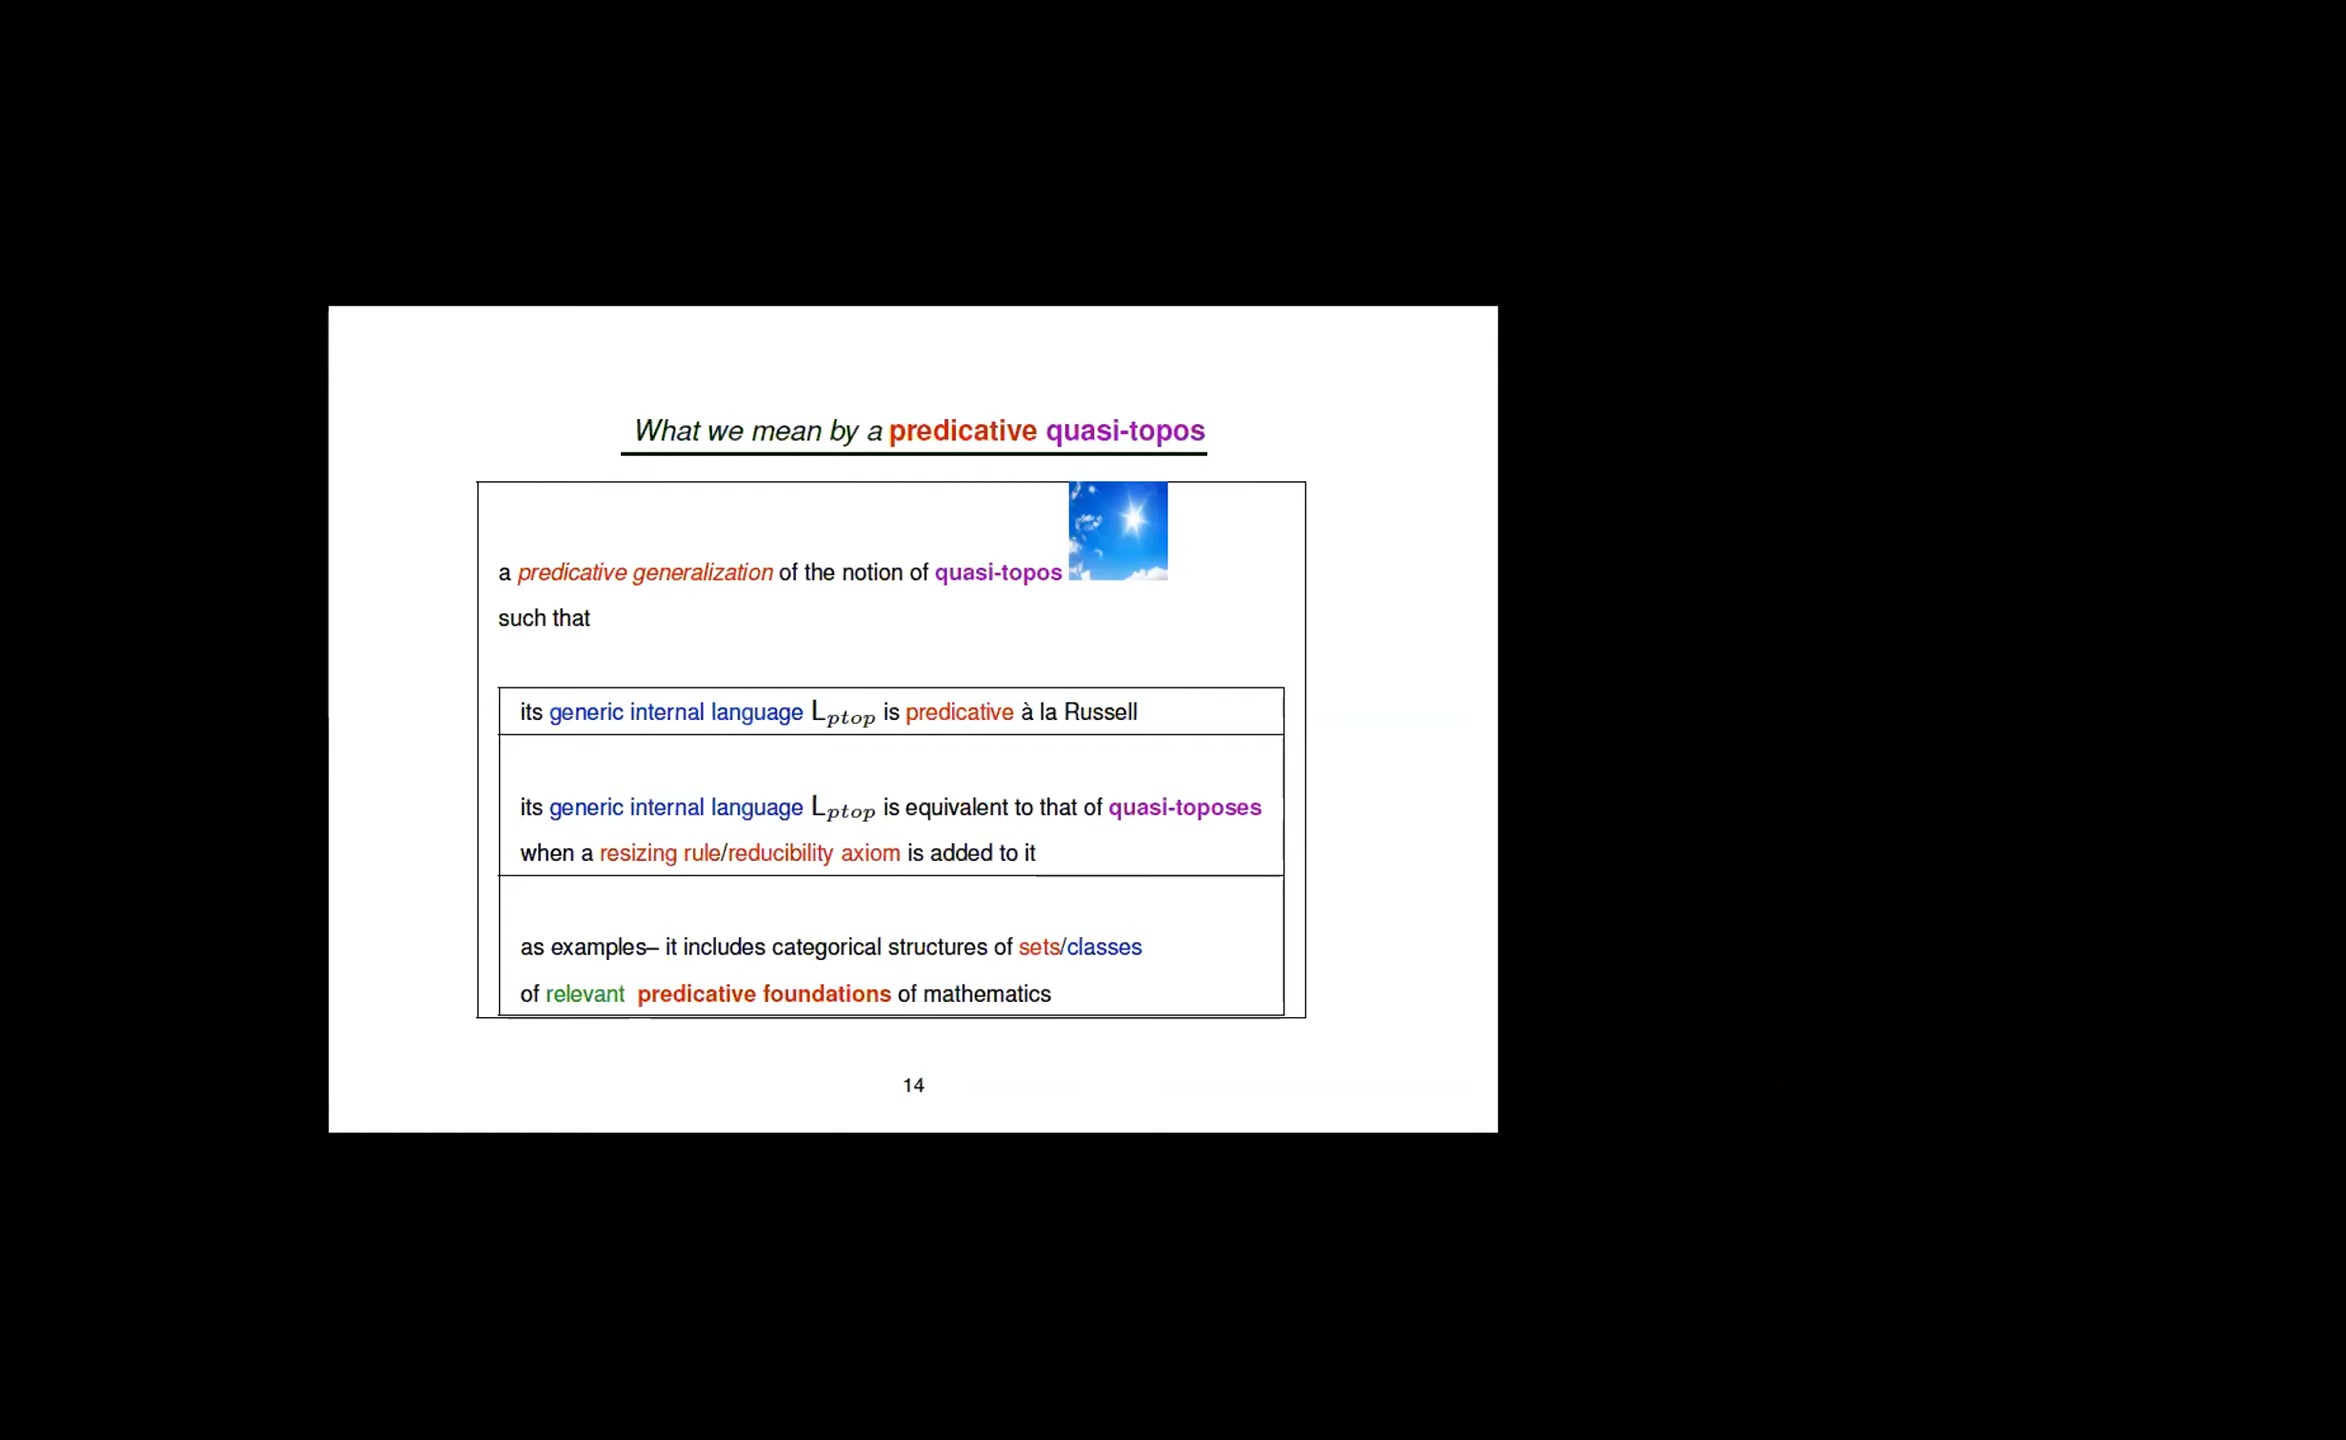 What we mean by a predicative quasi-topos
a predicative generalization of the notion of quasi-topos
such that
its generic internal language L_ptop is predicative à la Russell
its generic internal language L_ptop is equivalent to that of quasi-toposes
when a resizing rule/reducibility axiom is added to it
as examples– it includes categorical structures of sets/classes
of relevant predicative foundations of mathematics
14